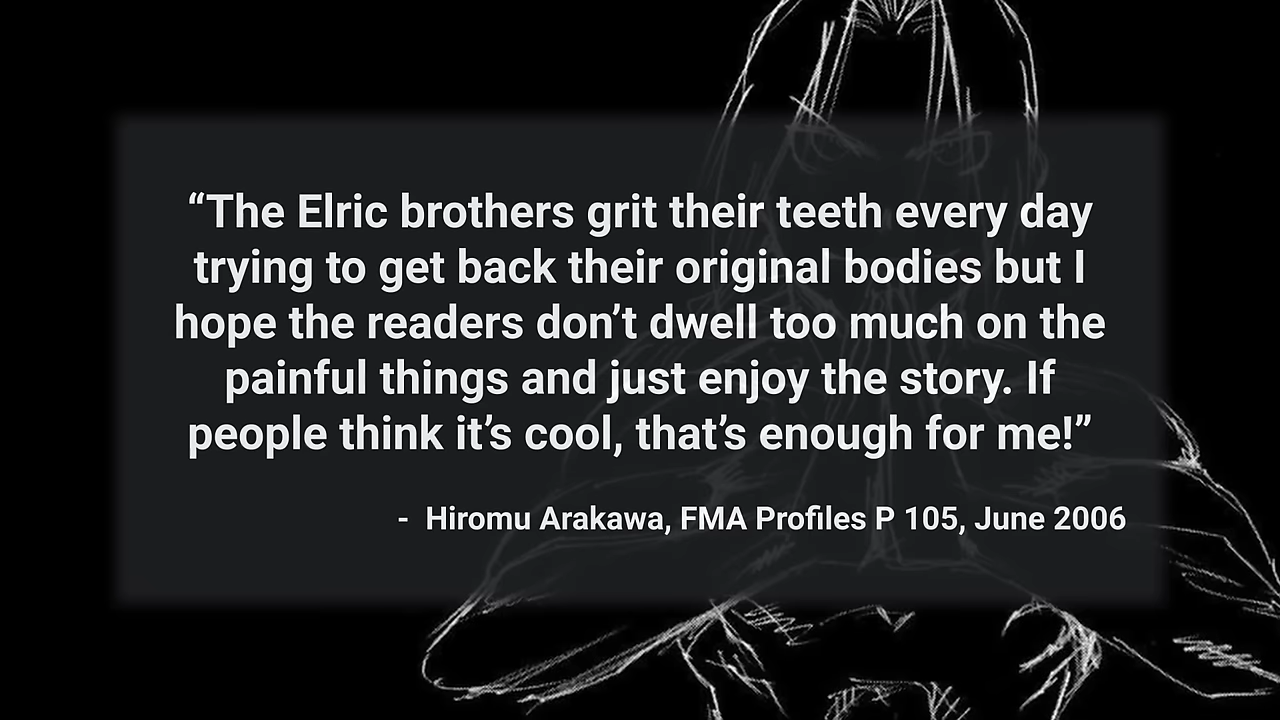 “The Elric brothers grit their teeth every day
trying to get back their original bodies but I
hope the readers don’t dwell too much on the
painful things and just enjoy the story. If
people think it’s cool, that’s enough for me!”
- Hiromu Arakawa, FMA Profiles P 105, June 2006